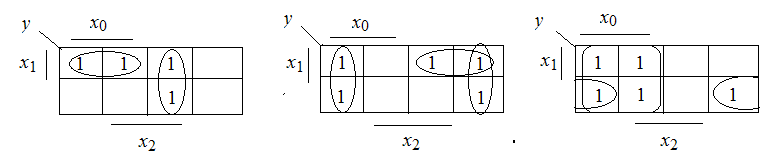 y x₀
x₁ 1 1 1
1
x₂
y x₀
x₁ 1 1 1
1 1
x₂
y x₀
x₁ 1 1
1 1 1
x₂